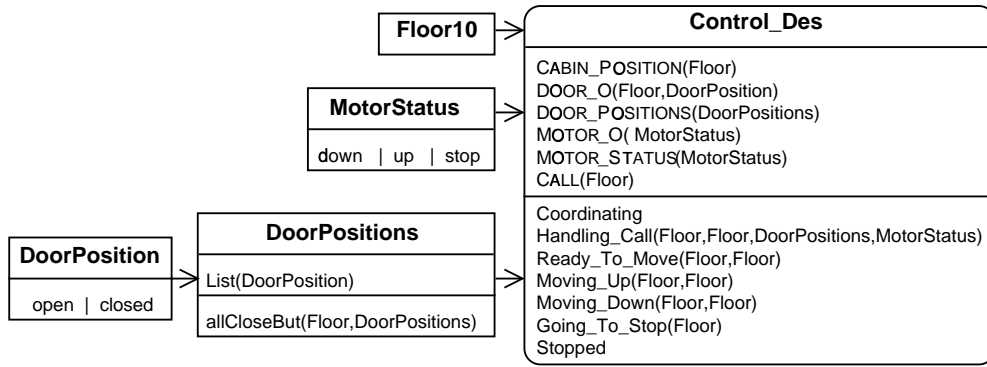 Floor10
Control_Des
CABIN_POSITION(Floor)
DOOR_O(Floor,DoorPosition)
DOOR_POSITIONS(DoorPositions)
MOTOR_O( MotorStatus)
MOTOR_STATUS(MotorStatus)
CALL(Floor)
Coordinating
Handling_Call(Floor,Floor,DoorPositions,MotorStatus)
Ready_To_Move(Floor,Floor)
Moving_Up(Floor,Floor)
Moving_Down(Floor,Floor)
Going_To_Stop(Floor)
Stopped
MotorStatus
down | up | stop
DoorPositions
List(DoorPosition)
allCloseBut(Floor,DoorPositions)
DoorPosition
open | closed